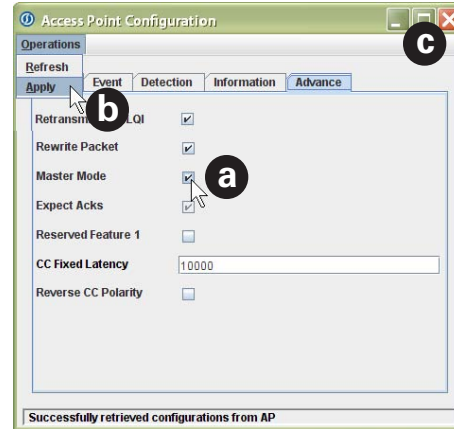 Access Point Configuration
c
Operations
Refresh
Apply
Event Detection Information Advance
b
LQI
Rewrite Packet
Master Mode
a
Expect Acks
Reserved Feature 1
CC Fixed Latency 10000
Reverse CC Polarity
Successfully retrieved configurations from AP